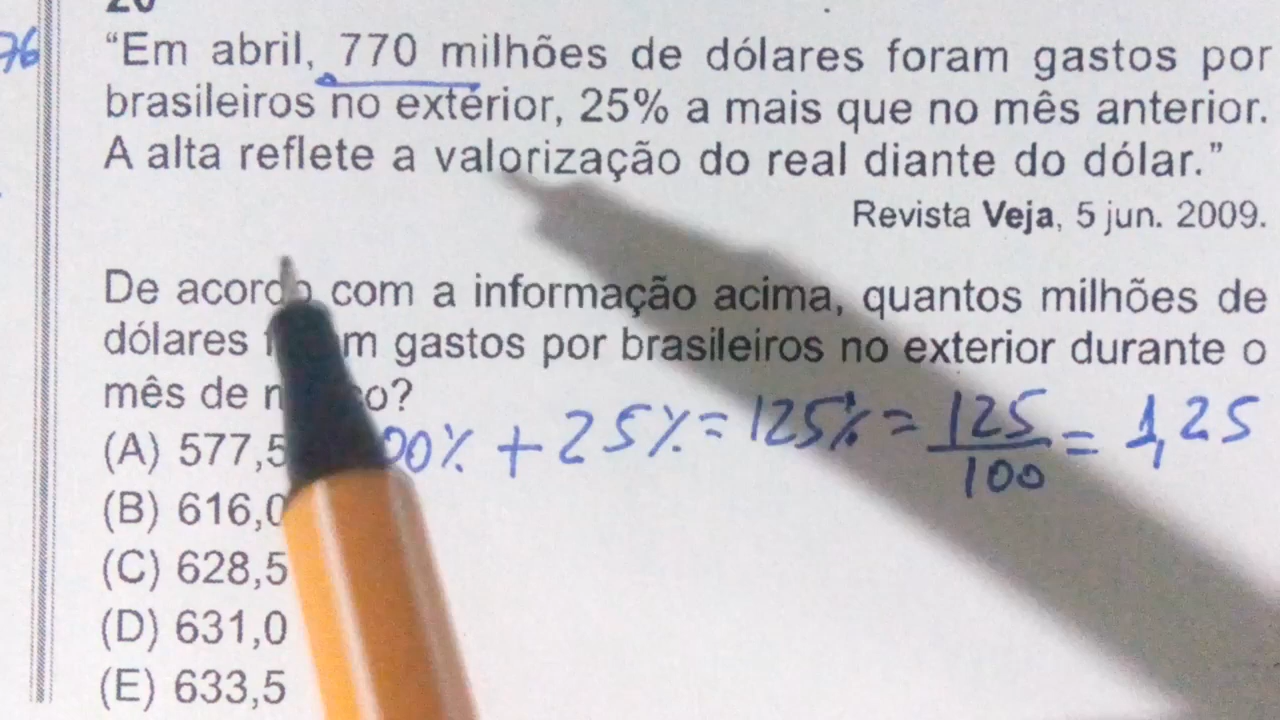 76
“Em abril, 770 milhões de dólares foram gastos por
brasileiros no exterior, 25% a mais que no mês anterior.
A alta reflete a valorização do real diante do dólar.”
Revista Veja, 5 jun. 2009.
De acordo com a informação acima, quantos milhões de
dólares gastos por brasileiros no exterior durante o
mês de
(A) 577,5
(B) 616,0
(C) 628,5
(D) 631,0
(E) 633,5
00% + 25% = 125% = 125/100 = 1,25